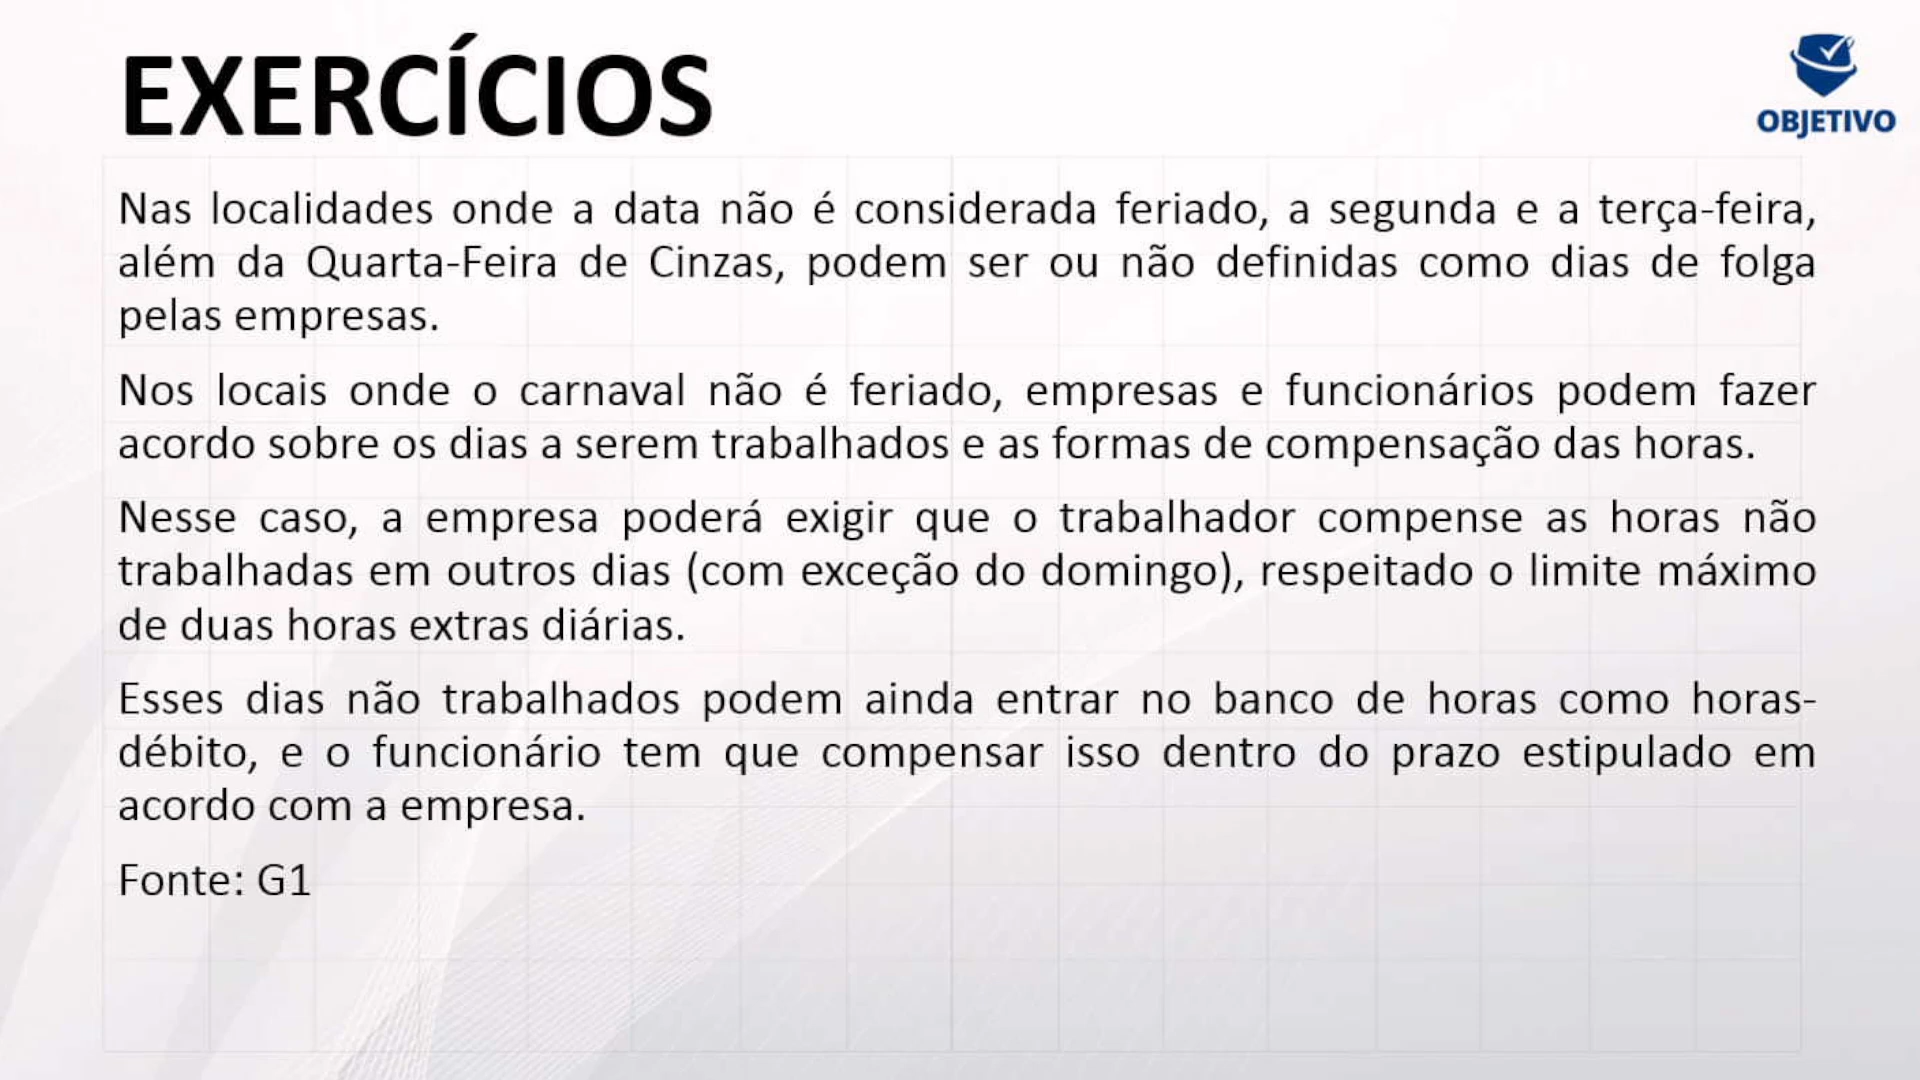 EXERCÍCIOS
OBJETIVO
Nas localidades onde a data não é considerada feriado, a segunda e a terça-feira,
além da Quarta-Feira de Cinzas, podem ser ou não definidas como dias de folga
pelas empresas.
Nos locais onde o carnaval não é feriado, empresas e funcionários podem fazer
acordo sobre os dias a serem trabalhados e as formas de compensação das horas.
Nesse caso, a empresa poderá exigir que o trabalhador compense as horas não
trabalhadas em outros dias (com exceção do domingo), respeitado o limite máximo
de duas horas extras diárias.
Esses dias não trabalhados podem ainda entrar no banco de horas como horas-
débito, e o funcionário tem que compensar isso dentro do prazo estipulado em
acordo com a empresa.
Fonte: G1